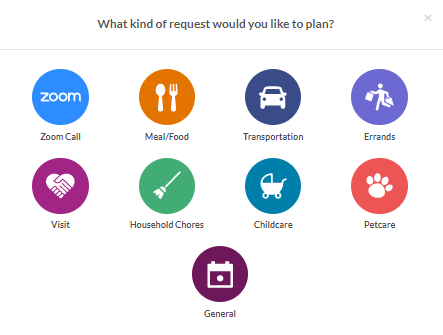 What kind of request would you like to plan?
×
zoom
Zoom Call
Meal/Food
Transportation
Errands
Visit
Household Chores
Childcare
Petcare
General